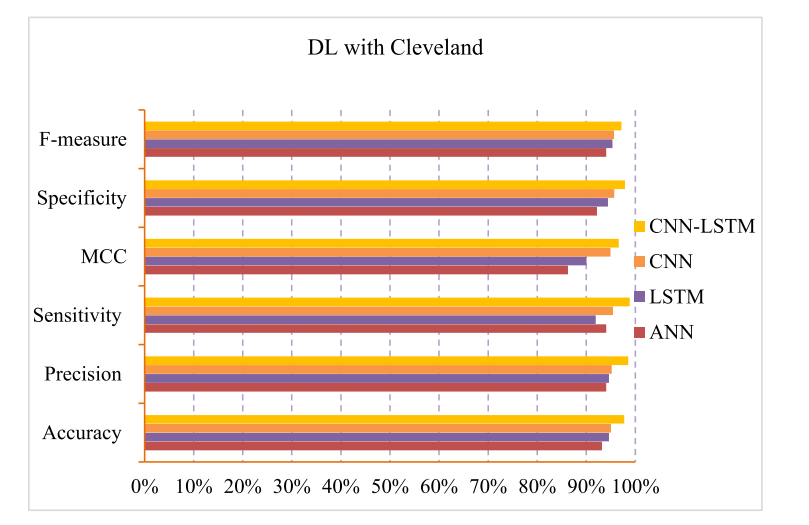 DL with Cleveland
F-measure
Specificity
MCC
Sensitivity
Precision
Accuracy
0% 10% 20% 30% 40% 50% 60% 70% 80% 90% 100%
CNN-LSTM
CNN
LSTM
ANN